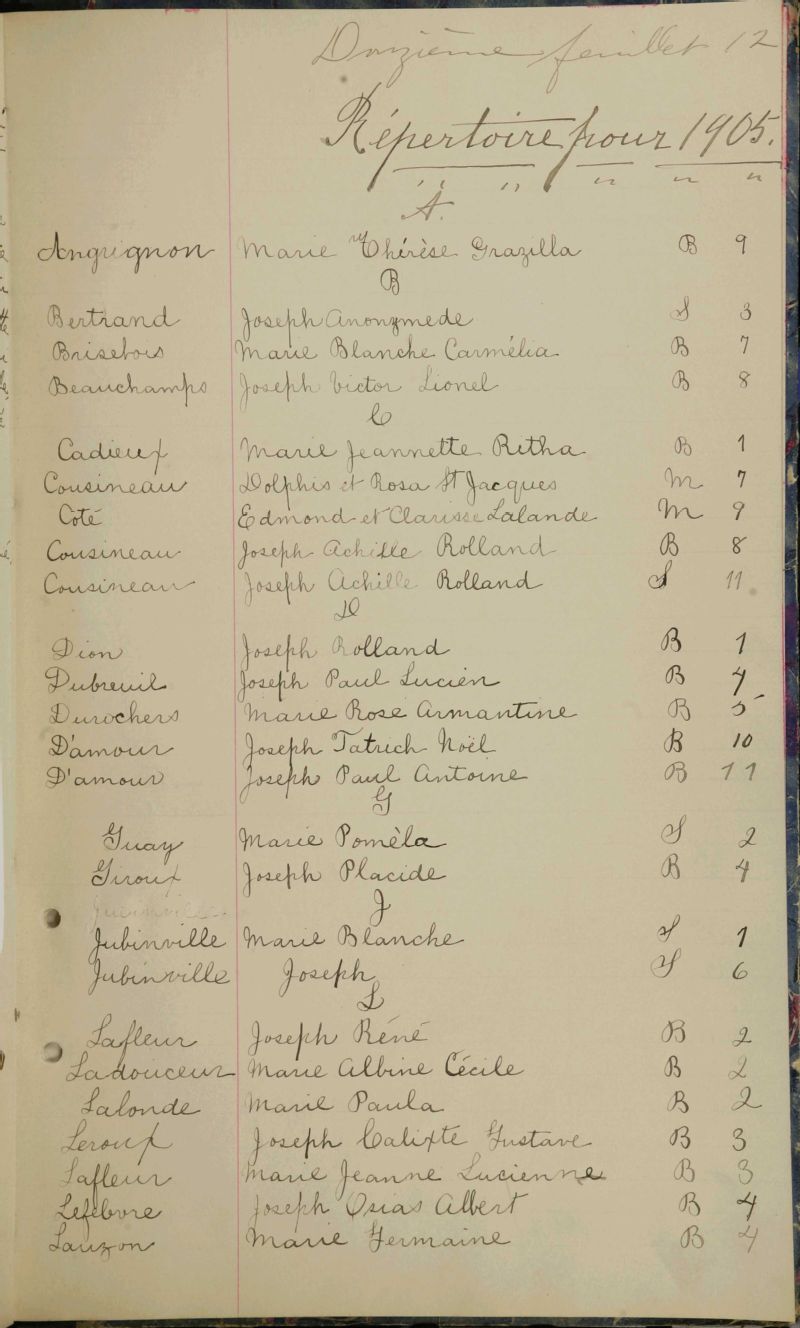 Douzième feuillet 12
Répertoire pour 1905.
" " " " "
A.
Angrignon Marie Thérèse Grazilla B 9
B
Bertrand Joseph Anonymede S 3
Brisebois Marie Blanche Carmélia B 7
Beauchamps Joseph Victor Lionel B 8
C
Cadieux Marie Jeannette Ritha B 1
Cousineau Dolphis et Rosa St Jacques M 7
Coté Edmond et Clarisse Lalande M 9
Cousineau Joseph Achille Rolland B 8
Cousineau Joseph Achille Rolland S 11
D
Dion Joseph Rolland B 1
Dubreuil Joseph Paul Lucien B 4
Durochers Marie Rose Armantine B 5
D'amour Joseph Patrich Noël B 10
D'amour Joseph Paul Antoine B 11
G
Guay Marie Poméla S 2
Giroux Joseph Placide B 4
J
Jubinville
Jubinville Marie Blanche S 1
Jubinville Joseph S 6
L
Lafleur Joseph Réné B 2
Ladouceur Marie Albine Cécile B 2
Lalonde Marie Paula B 2
Leroux Joseph Calixte Gustave B 3
Lafleur Marie Jeanne Lucienne B 3
Lefebvre Joseph Osias Albert B 4
Lauzon Marie Germaine B 4